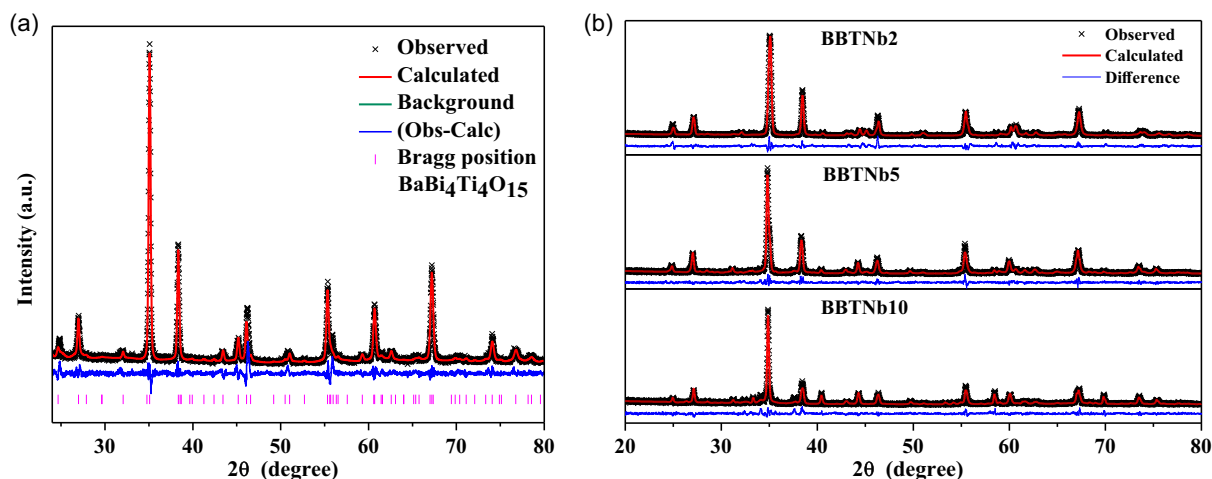 (a)
Observed
Calculated
Background
(Obs-Calc)
Bragg position
BaBi₄Ti₄O₁₅
Intensity (a.u.)
30 40 50 60 70 80
2θ (degree)
(b)
BBTNb2
Observed
Calculated
Difference
BBTNb5
BBTNb10
20 30 40 50 60 70 80
2θ (degree)